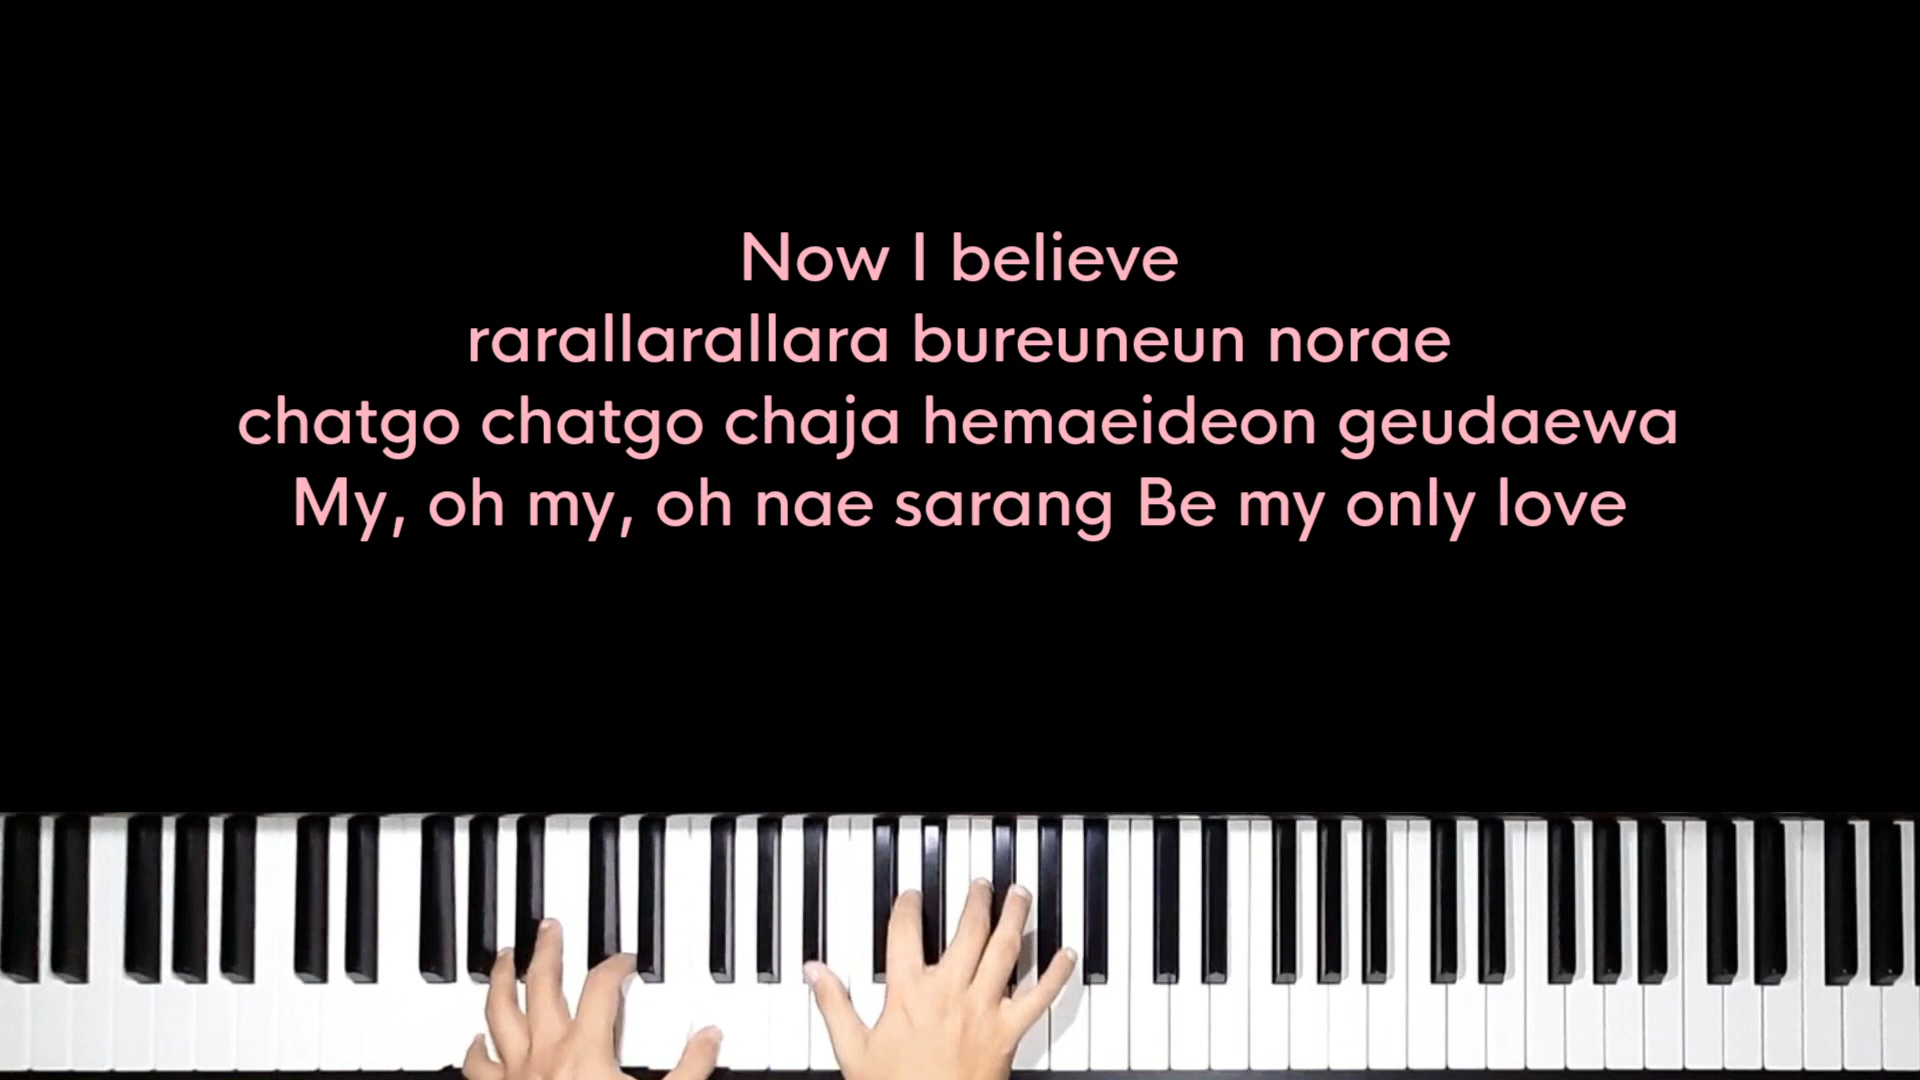 Now I believe
rarallarallara bureuneun norae
chatgo chatgo chaja hemaeideon geudaewa
My, oh my, oh nae sarang Be my only love